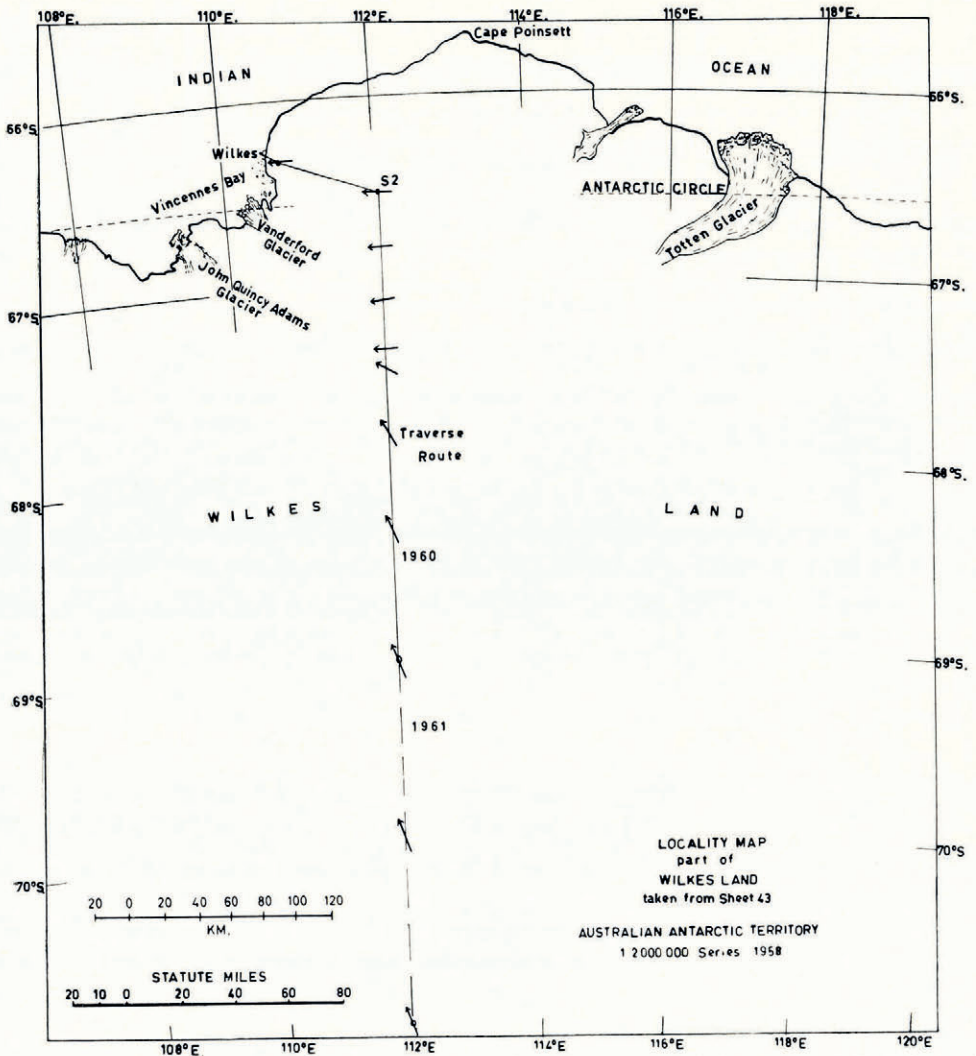 108°E.
110°E.
112°E.
114°E.
116°E.
118°E.
Cape Poinsett
INDIAN
OCEAN
66°S
66°S.
Wilkes
S2
Vincennes Bay
ANTARCTIC CIRCLE
Vanderford
Glacier
Totten Glacier
John Quincy Adams
Glacier
67°S.
67°S.
Traverse
Route
68°S
68°S.
WILKES
LAND
1960
69°S.
69°S
1961
70°S
70°S.
LOCALITY MAP
part of
WILKES LAND
taken from Sheet 43
AUSTRALIAN ANTARCTIC TERRITORY
1 2000 000 Series 1958
20 0 20 40 60 80 100 120
KM.
STATUTE MILES
20 10 0 20 40 60 80
108°E
110°E
112°E
114°E
116°E
118°E
120°E